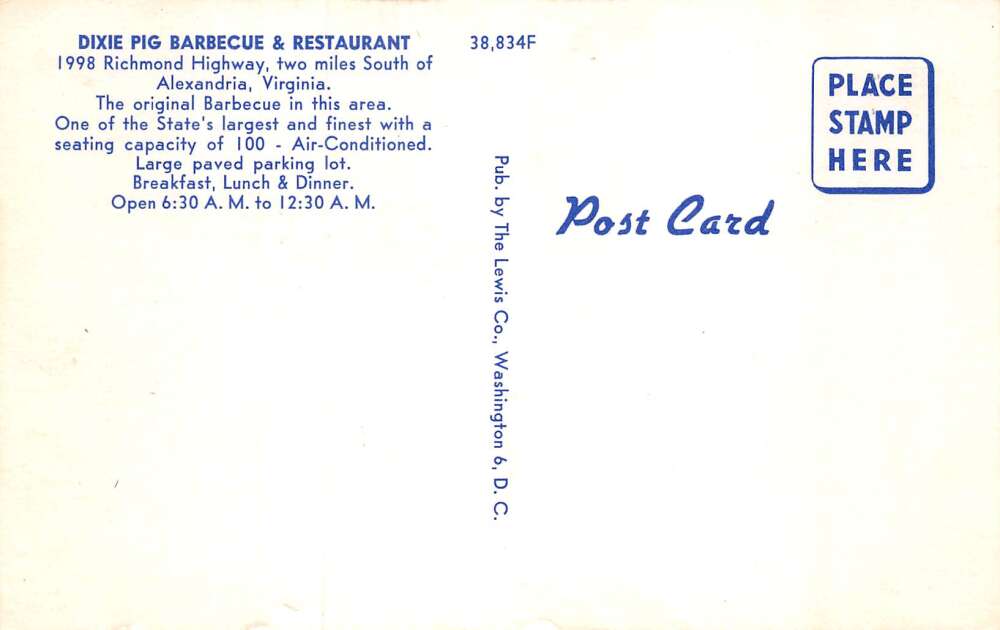 DIXIE PIG BARBECUE & RESTAURANT
1998 Richmond Highway, two miles South of
Alexandria, Virginia.
The original Barbecue in this area.
One of the State's largest and finest with a
seating capacity of 100 - Air-Conditioned.
Large paved parking lot.
Breakfast, Lunch & Dinner.
Open 6:30 A. M. to 12:30 A. M.
38,834F
Pub. by The Lewis Co., Washington 6, D. C.
Post Card
PLACE
STAMP
HERE